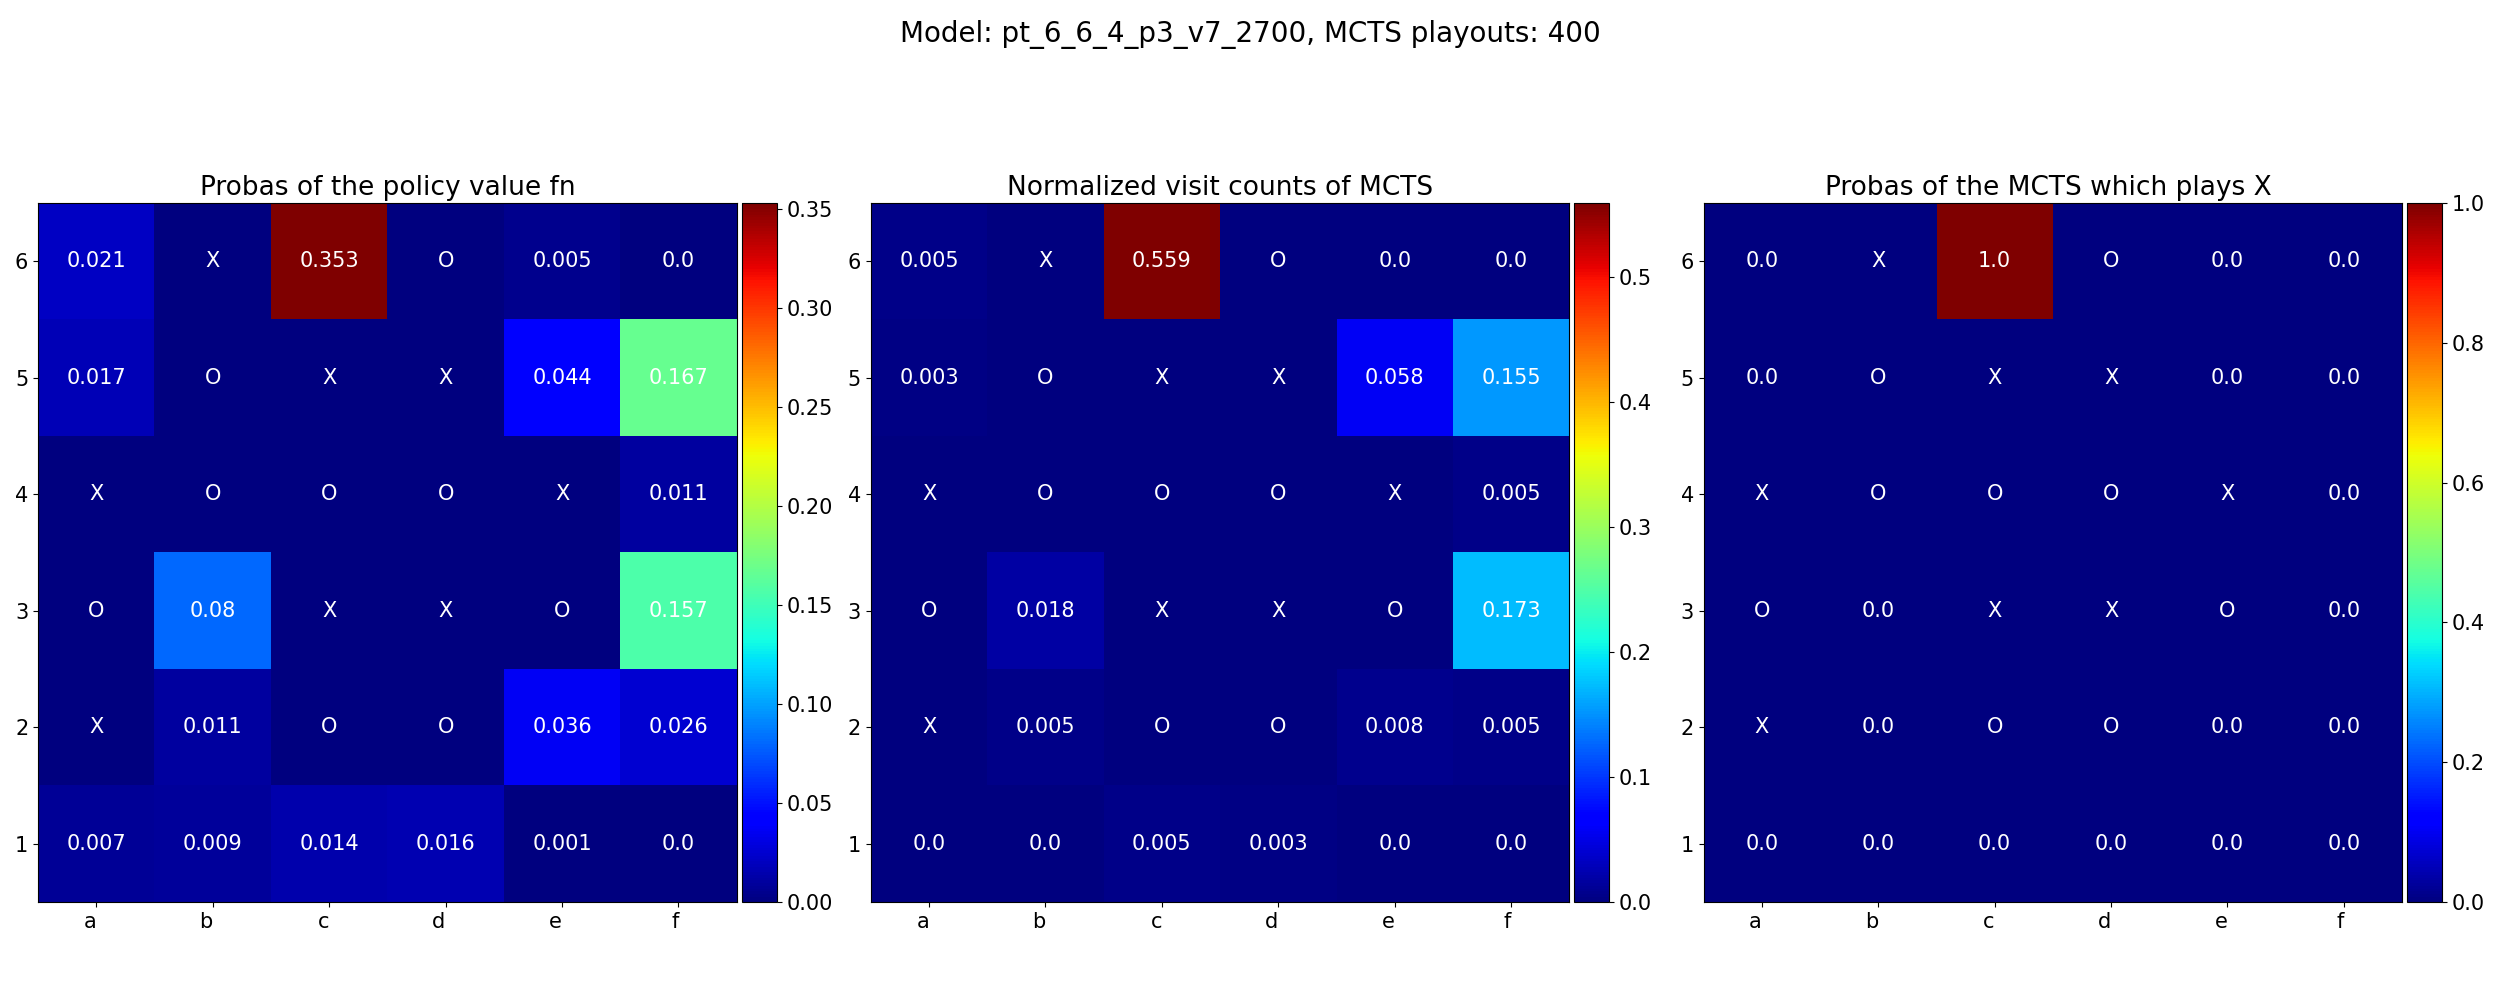 Model: pt_6_6_4_p3_v7_2700, MCTS playouts: 400
Probas of the policy value fn
6 0.021 X 0.353 O 0.005 0.0
5 0.017 O X X 0.044 0.167
4 X O O O X 0.011
3 O 0.08 X X O 0.157
2 X 0.011 O O 0.036 0.026
1 0.007 0.009 0.014 0.016 0.001 0.0
a b c d e f
0.35
0.30
0.25
0.20
0.15
0.10
0.05
0.00
Normalized visit counts of MCTS
6 0.005 X 0.559 O 0.0 0.0
5 0.003 O X X 0.058 0.155
4 X O O O X 0.005
3 O 0.018 X X O 0.173
2 X 0.005 O O 0.008 0.005
1 0.0 0.0 0.005 0.003 0.0 0.0
a b c d e f
0.5
0.4
0.3
0.2
0.1
0.0
Probas of the MCTS which plays X
6 0.0 X 1.0 O 0.0 0.0
5 0.0 O X X 0.0 0.0
4 X O O O X 0.0
3 O 0.0 X X O 0.0
2 X 0.0 O O 0.0 0.0
1 0.0 0.0 0.0 0.0 0.0 0.0
a b c d e f
1.0
0.8
0.6
0.4
0.2
0.0